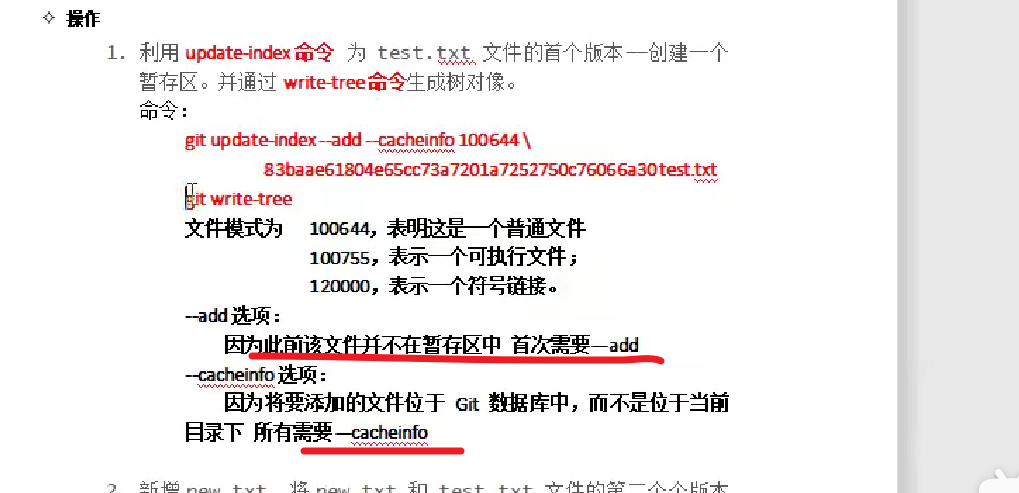 ✧ 操作
1. 利用 update-index 命令 为 test.txt 文件的首个版本 —创建一个
暂存区。并通过 write-tree 命令生成树对像。
命令：
git update-index --add --cacheinfo 100644 \
83baae61804e65cc73a7201a7252750c76066a30 test.txt
git write-tree
文件模式为 100644，表明这是一个普通文件
100755，表示一个可执行文件；
120000，表示一个符号链接。
--add 选项：
因为此前该文件并不在暂存区中 首次需要—add
--cacheinfo 选项：
因为将要添加的文件位于 Git 数据库中，而不是位于当前
目录下 所有需要 —cacheinfo
2. 新增 new.txt 将 new.txt 和 test.txt 文件的第二个个版本